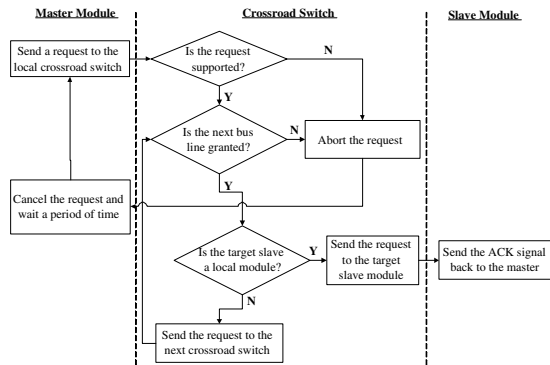 Master Module
Crossroad Switch
Slave Module
Send a request to the
local crossroad switch
Is the request
supported?
N
Y
Is the next bus
line granted?
N
Abort the request
Y
Cancel the request and
wait a period of time
Is the target slave
a local module?
Y
Send the request
to the target
slave module
Send the ACK signal
back to the master
N
Send the request to the
next crossroad switch